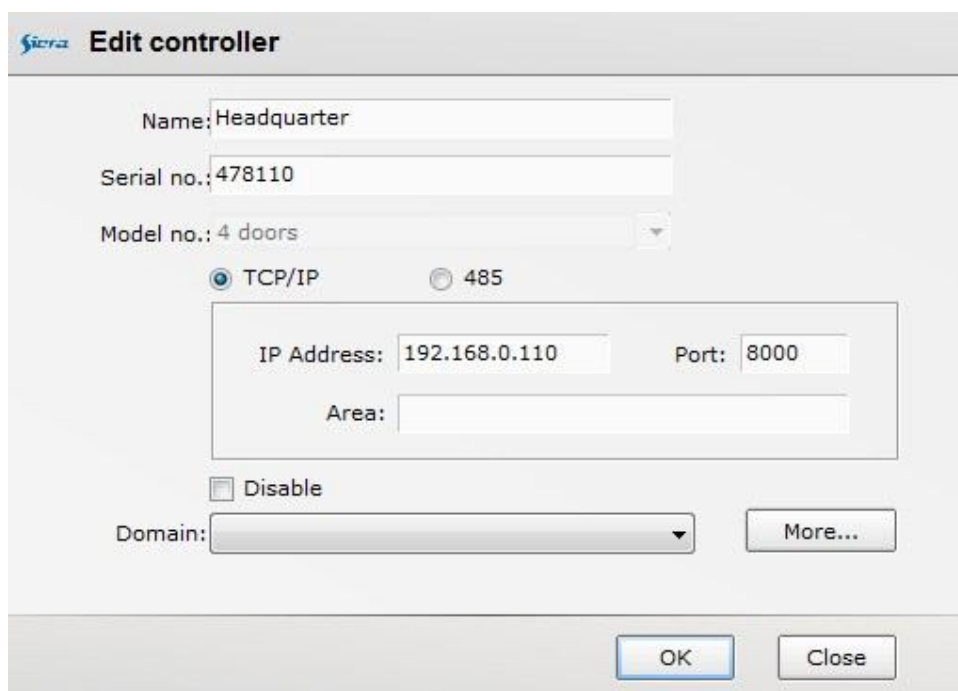 Siera Edit controller
Name: Headquarter
Serial no.: 478110
Model no.: 4 doors
TCP/IP 485
IP Address: 192.168.0.110 Port: 8000
Area:
Disable
Domain: More...
OK Close